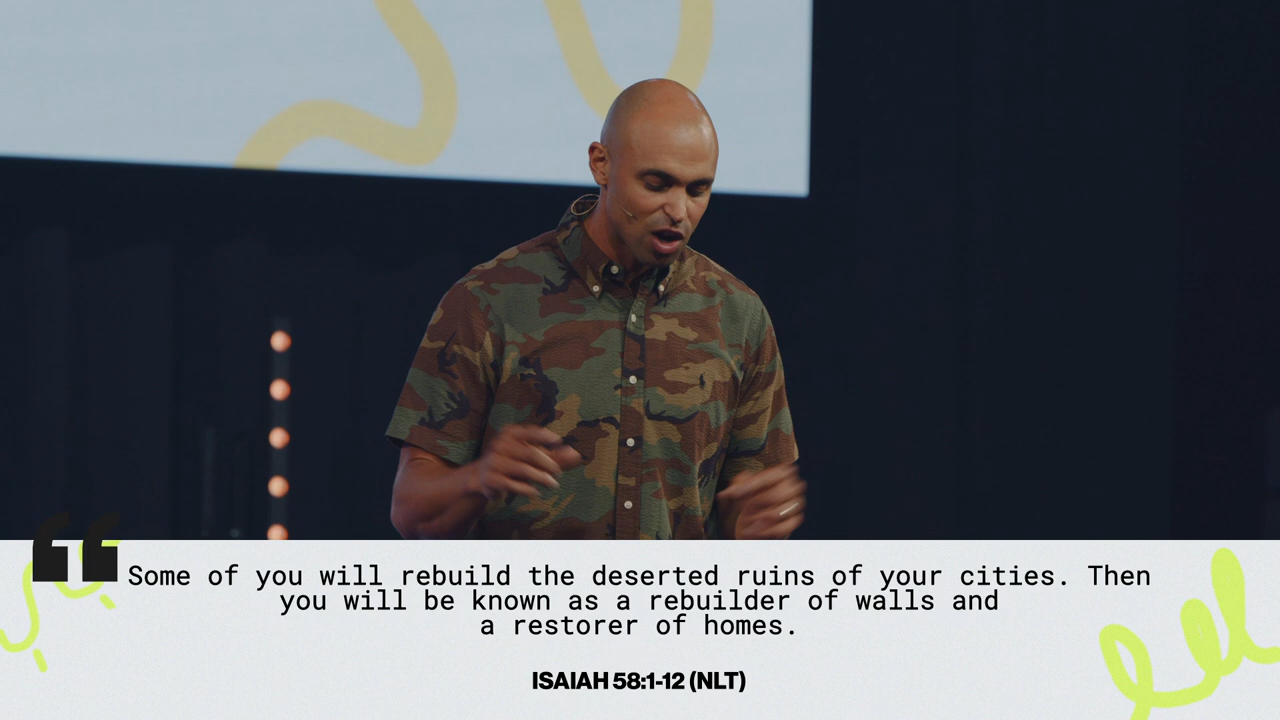 Some of you will rebuild the deserted ruins of your cities. Then
you will be known as a rebuilder of walls and
a restorer of homes.
ISAIAH 58:1-12 (NLT)